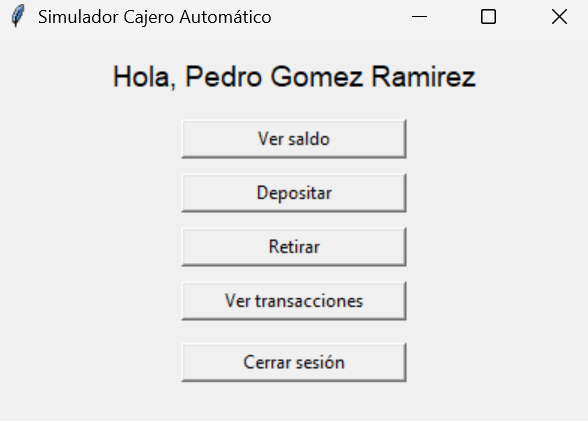 Simulador Cajero Automático
Hola, Pedro Gomez Ramirez
Ver saldo
Depositar
Retirar
Ver transacciones
Cerrar sesión